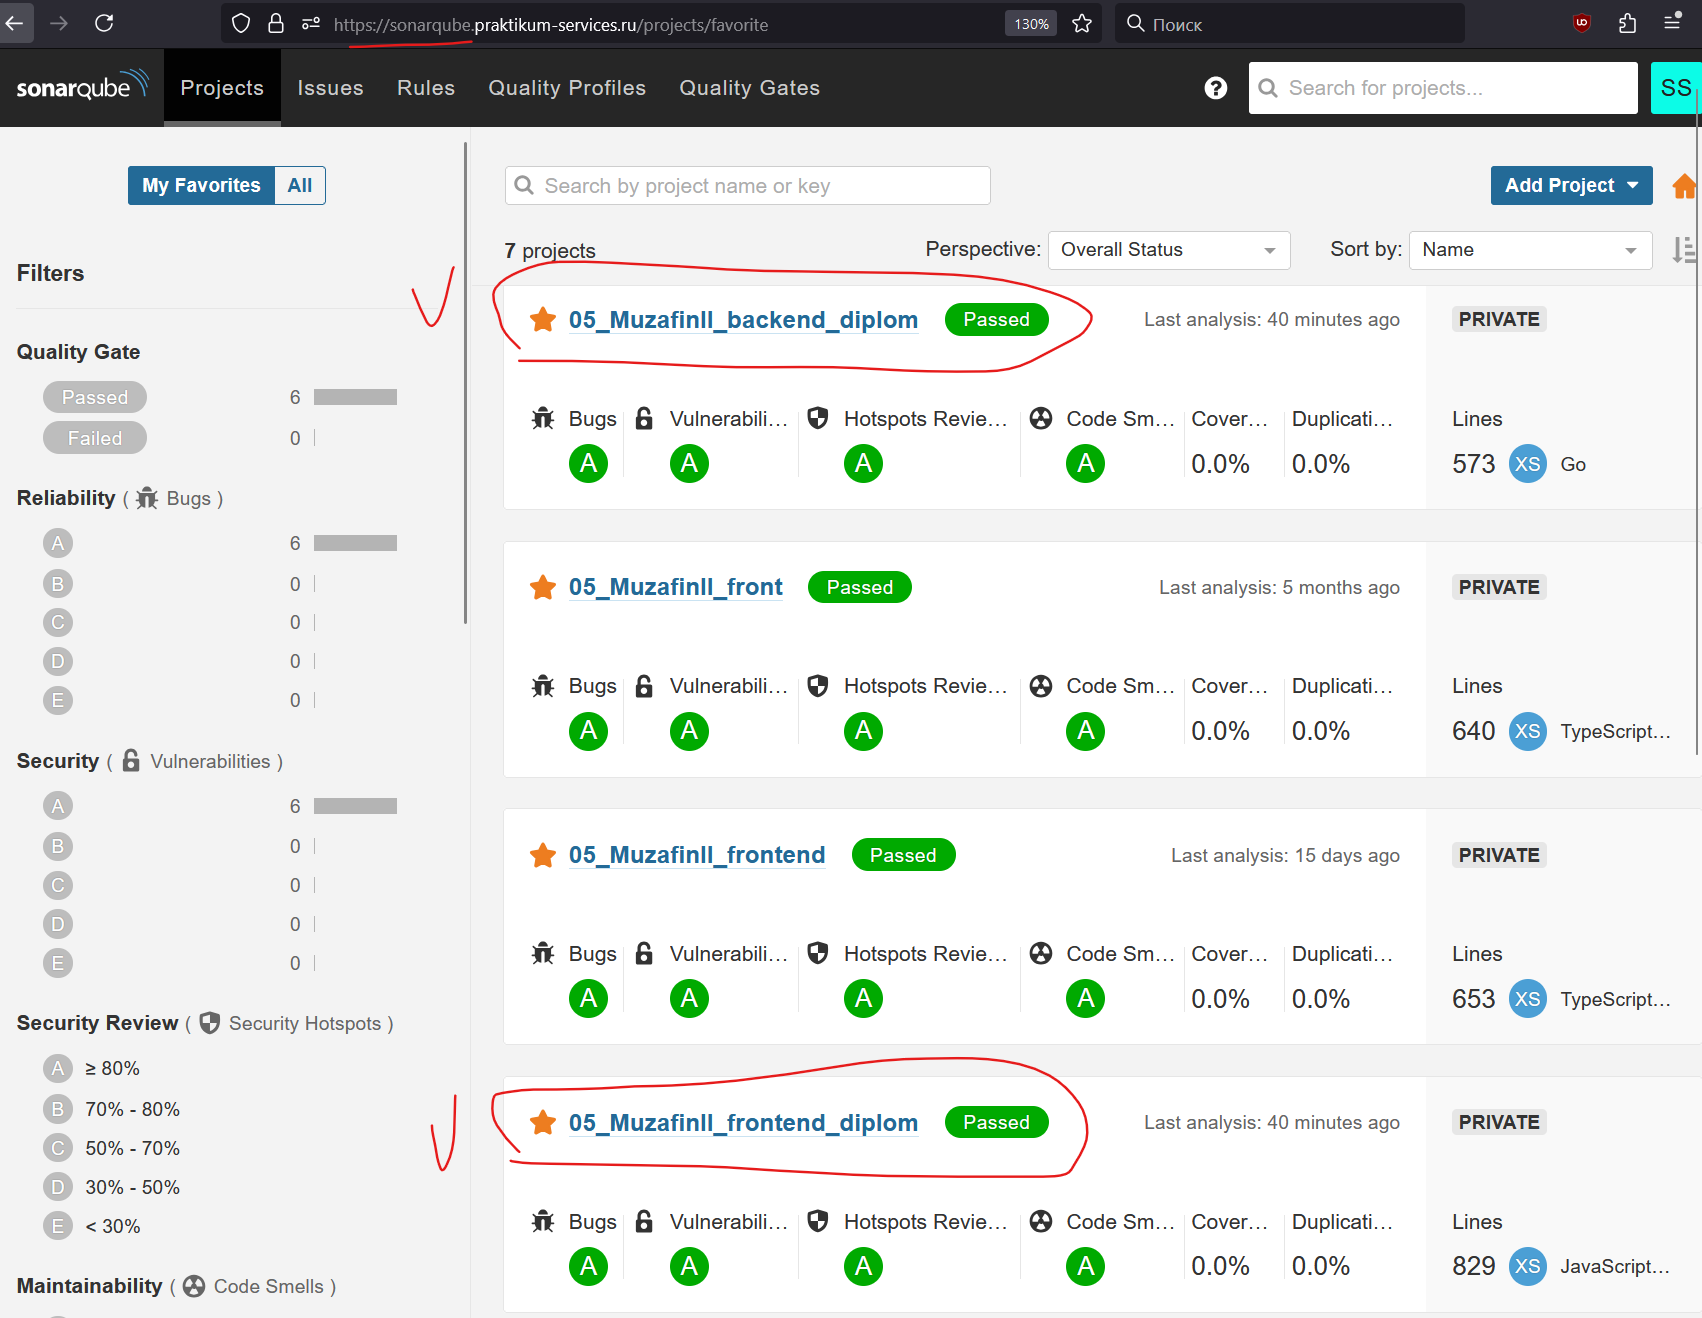 https://sonarqube.praktikum-services.ru/projects/favorite
130%
Поиск
sonarqube
Projects
Issues
Rules
Quality Profiles
Quality Gates
?
Search for projects...
SS
My Favorites
All
Search by project name or key
Add Project
7 projects
Perspective:
Overall Status
Sort by:
Name
Filters
Quality Gate
Passed 6
Failed 0
Reliability ( Bugs )
A 6
B 0
C 0
D 0
E 0
Security ( Vulnerabilities )
A 6
B 0
C 0
D 0
E 0
Security Review ( Security Hotspots )
A ≥ 80%
B 70% - 80%
C 50% - 70%
D 30% - 50%
E < 30%
Maintainability ( Code Smells )
05_MuzafinII_backend_diplom Passed Last analysis: 40 minutes ago PRIVATE
Bugs Vulnerabili... Hotspots Revie... Code Sm... Cover... Duplicati... Lines
A A A A 0.0% 0.0% 573 XS Go
05_MuzafinII_front Passed Last analysis: 5 months ago PRIVATE
Bugs Vulnerabili... Hotspots Revie... Code Sm... Cover... Duplicati... Lines
A A A A 0.0% 0.0% 640 XS TypeScript...
05_MuzafinII_frontend Passed Last analysis: 15 days ago PRIVATE
Bugs Vulnerabili... Hotspots Revie... Code Sm... Cover... Duplicati... Lines
A A A A 0.0% 0.0% 653 XS TypeScript...
05_MuzafinII_frontend_diplom Passed Last analysis: 40 minutes ago PRIVATE
Bugs Vulnerabili... Hotspots Revie... Code Sm... Cover... Duplicati... Lines
A A A A 0.0% 0.0% 829 XS JavaScript...